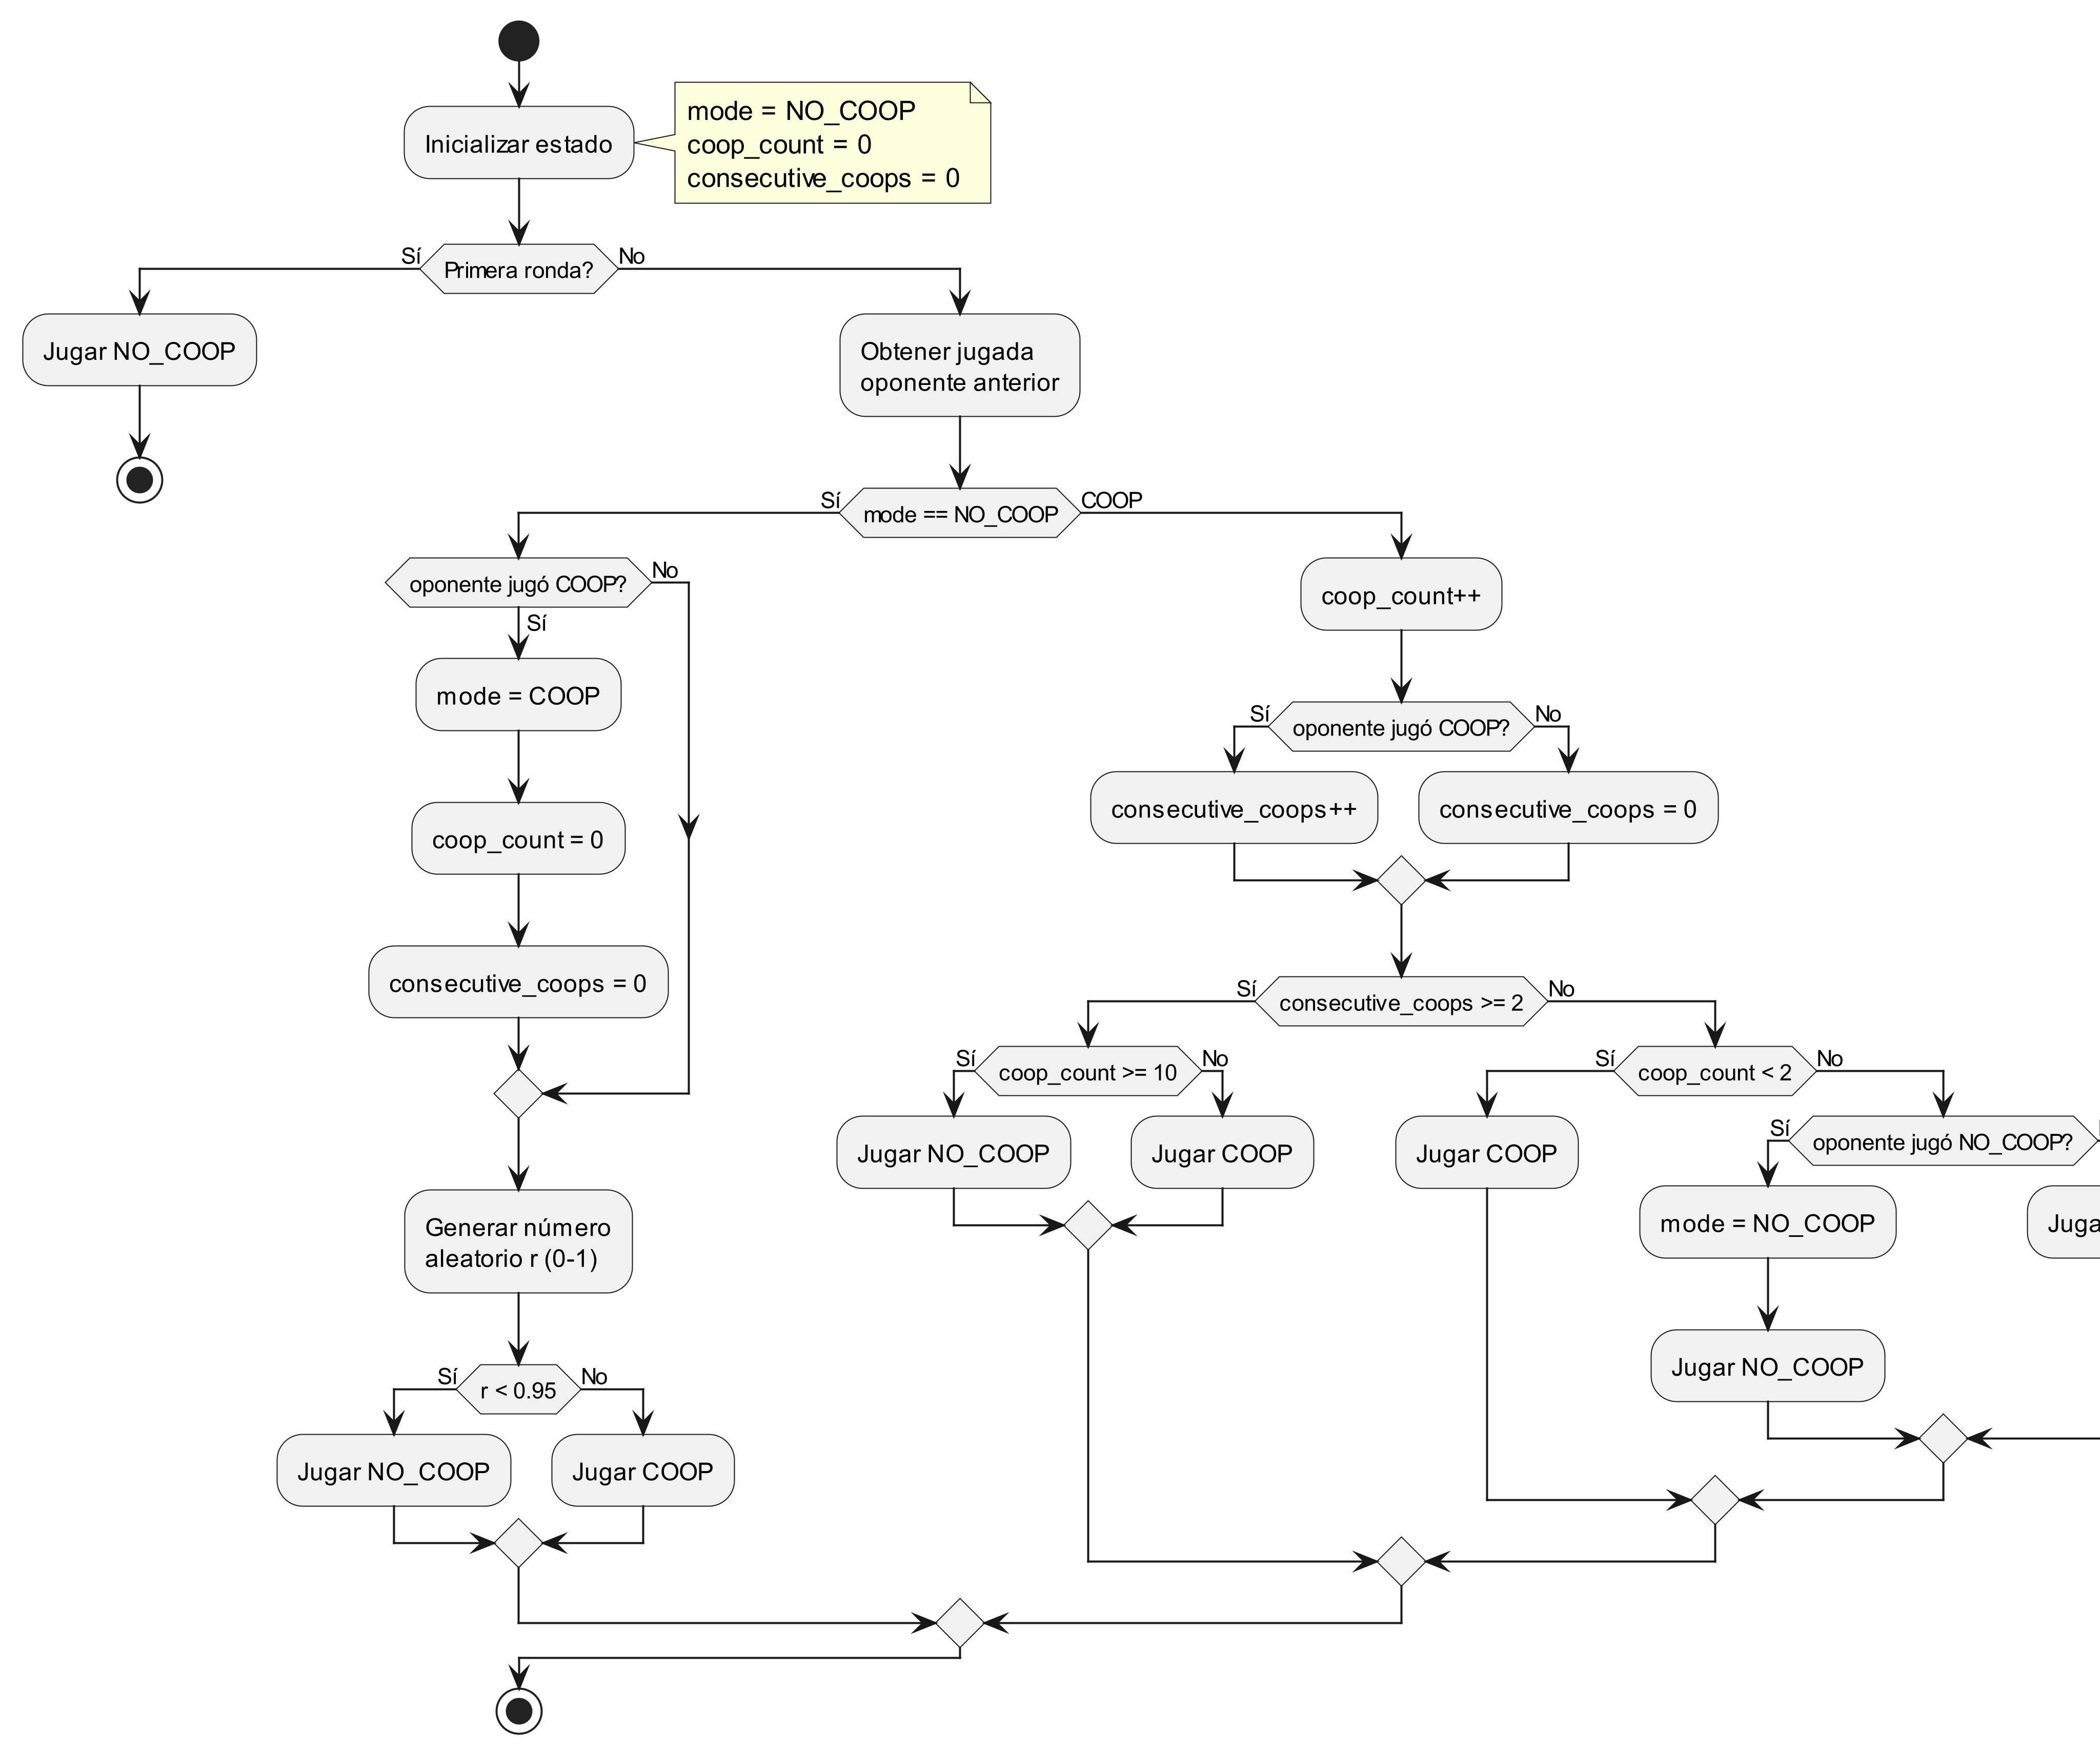 Inicializar estado
mode = NO_COOP
coop_count = 0
consecutive_coops = 0
Sí
Primera ronda?
No
Jugar NO_COOP
Obtener jugada
oponente anterior
Sí
mode == NO_COOP
COOP
oponente jugó COOP?
No
Sí
mode = COOP
coop_count = 0
consecutive_coops = 0
Generar número
aleatorio r (0-1)
Sí
r < 0.95
No
Jugar NO_COOP
Jugar COOP
coop_count++
Sí
oponente jugó COOP?
No
consecutive_coops++
consecutive_coops = 0
Sí
consecutive_coops >= 2
No
Sí
coop_count >= 10
No
Jugar NO_COOP
Jugar COOP
Sí
coop_count < 2
No
Jugar COOP
Sí
oponente jugó NO_COOP?
mode = NO_COOP
Jugar NO_COOP